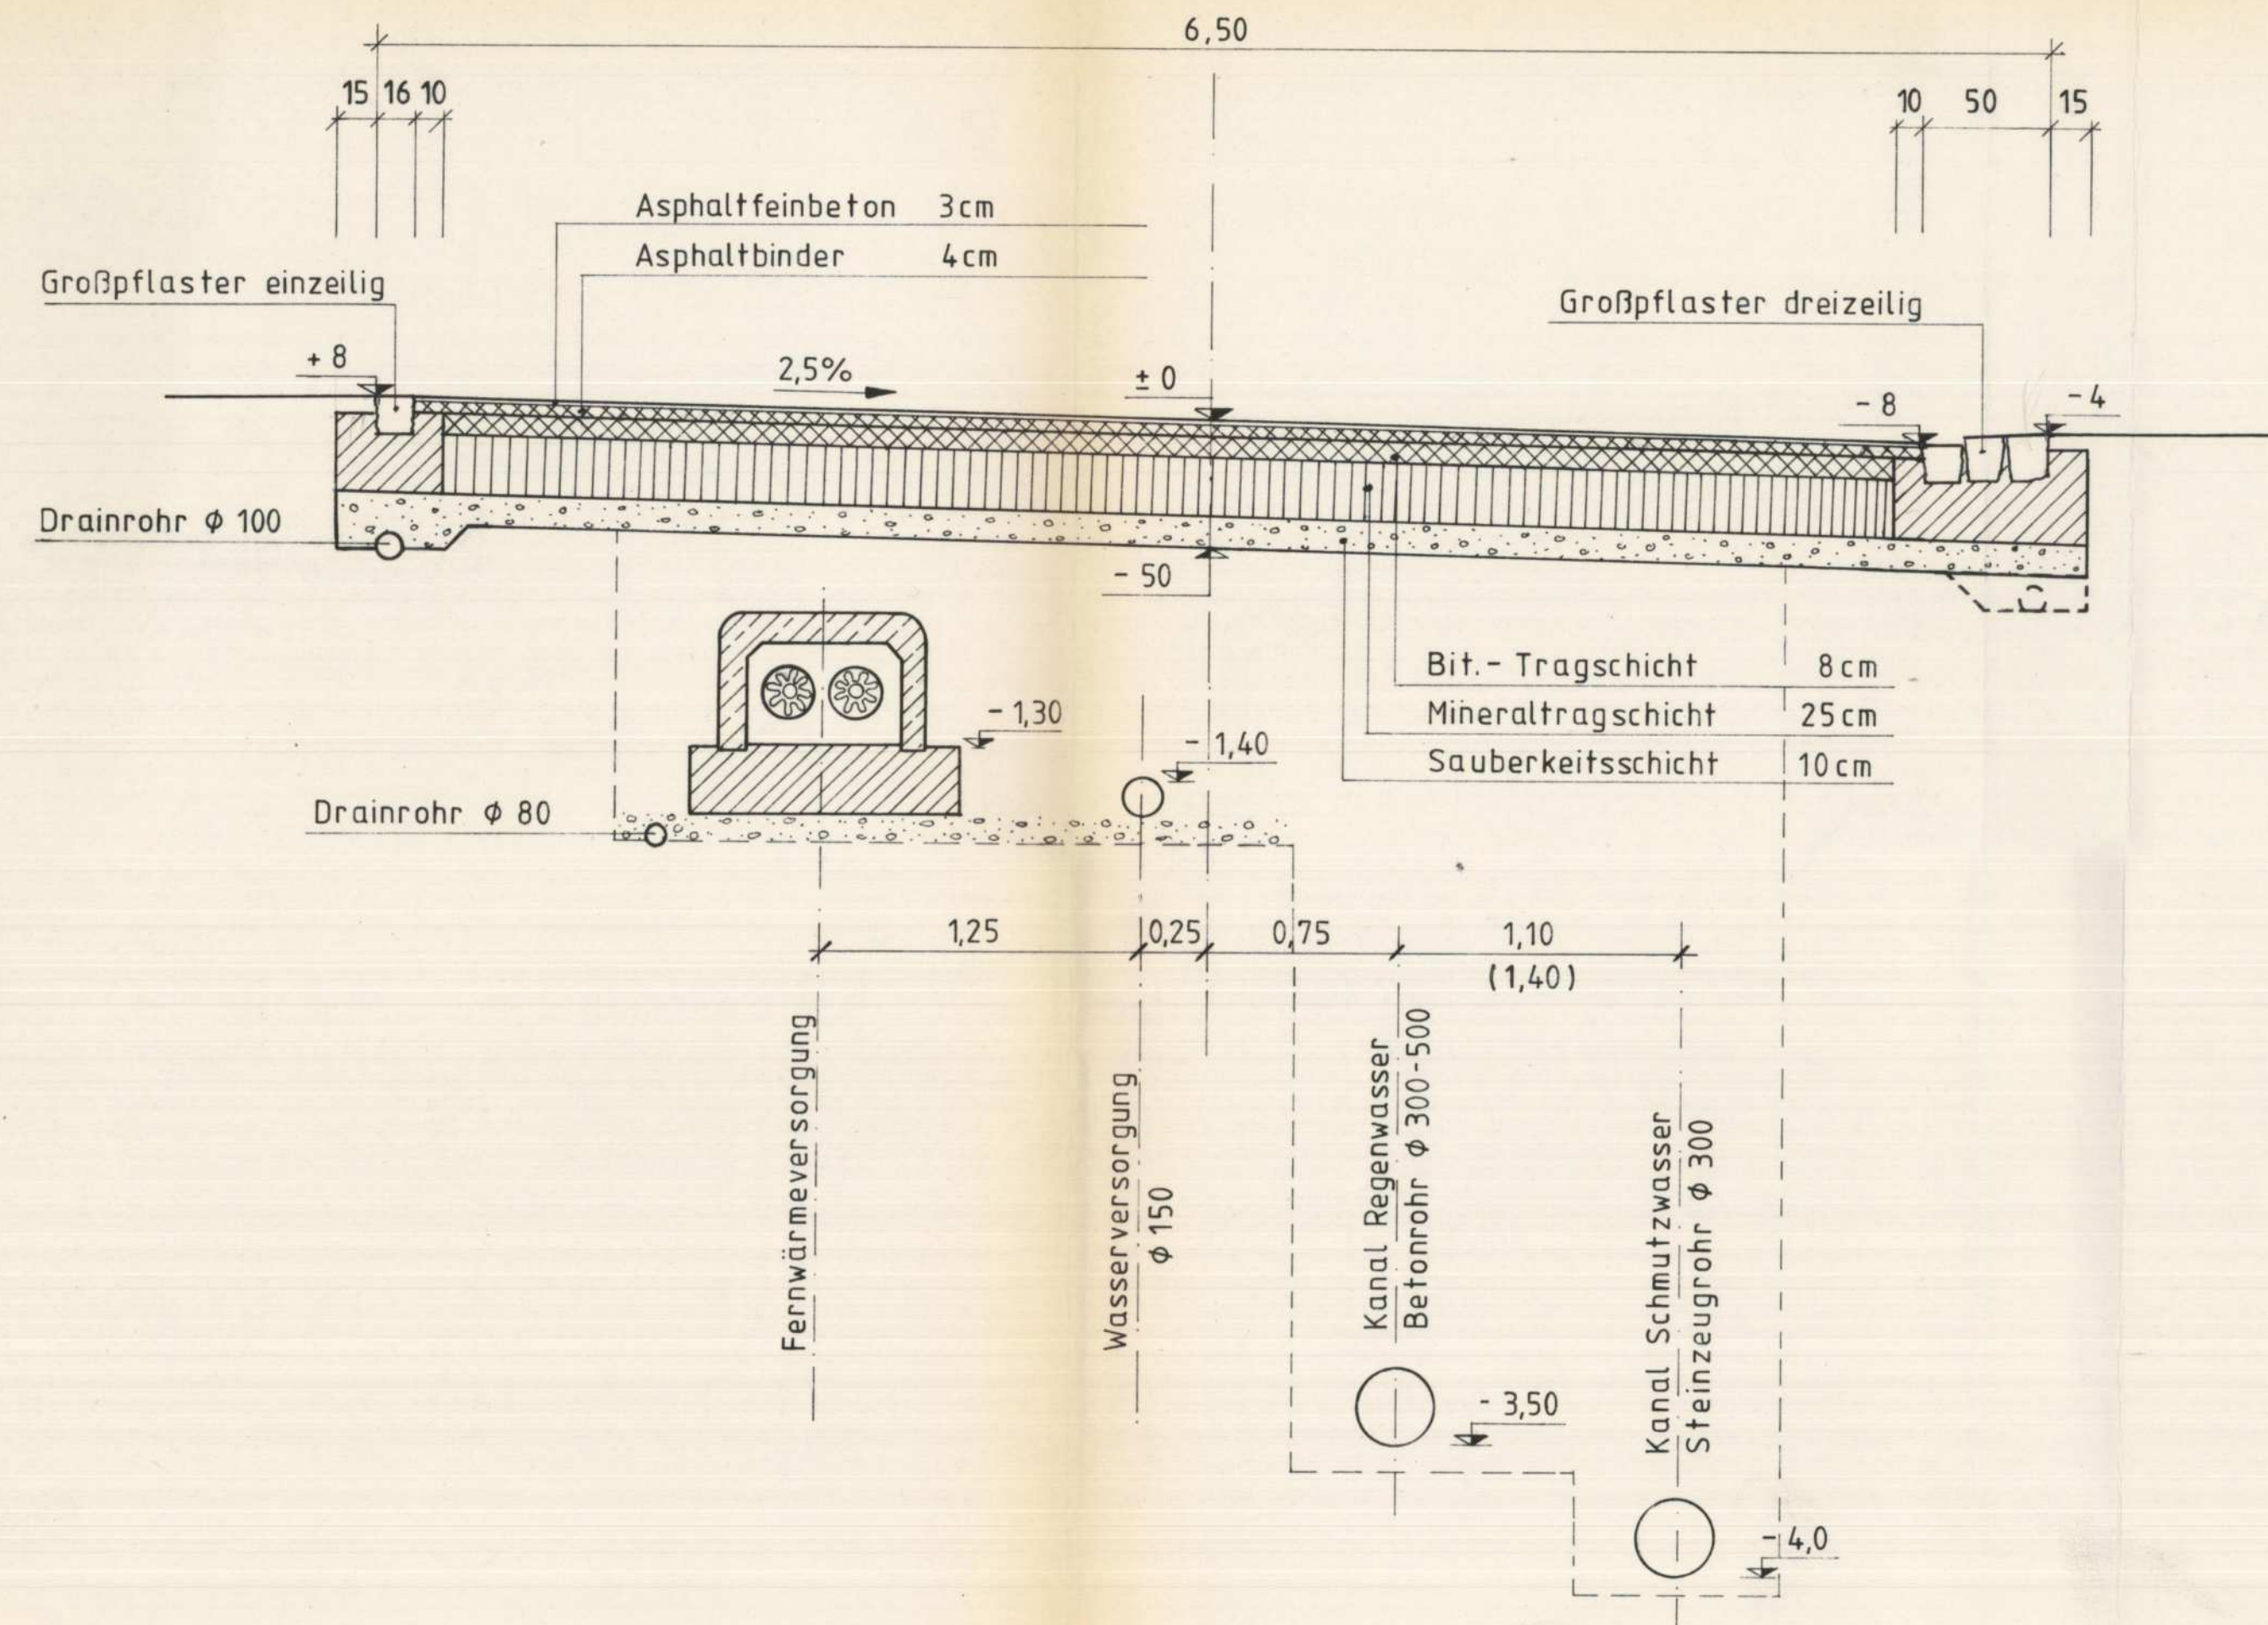 6,50
15 16 10
10 50 15
Asphaltfeinbeton 3cm
Asphaltbinder 4cm
Großpflaster einzeilig
Großpflaster dreizeilig
+ 8
2,5%
± 0
- 8
- 4
Drainrohr ϕ 100
- 50
Bit.- Tragschicht 8cm
Mineraltragschicht 25cm
Sauberkeitsschicht 10cm
- 1,30
- 1,40
Drainrohr ϕ 80
1,25 0,25 0,75 1,10
(1,40)
Fernwärmeversorgung
Wasserversorgung
ϕ 150
Kanal Regenwasser
Betonrohr ϕ 300-500
Kanal Schmutzwasser
Steinzeugrohr ϕ 300
- 3,50
- 4,0